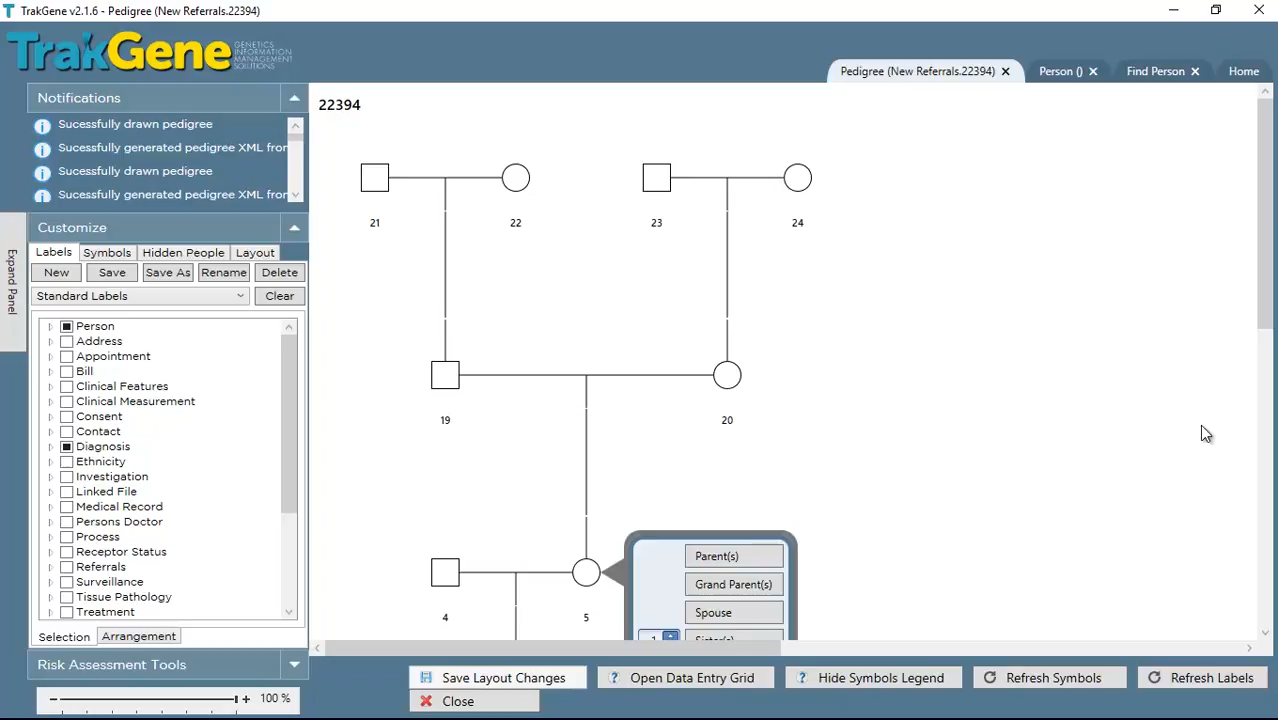 TrakGene v2.1.6 - Pedigree (New Referrals.22394)
TrakGene
GENETICS
INFORMATION
MANAGEMENT
SOLUTIONS
Pedigree (New Referrals.22394)
Person ()
Find Person
Home
Notifications
Sucessfully drawn pedigree
Sucessfully generated pedigree XML fror
Sucessfully drawn pedigree
Sucessfully generated pedigree XML fror
Customize
Labels
Symbols
Hidden People
Layout
New
Save
Save As
Rename
Delete
Standard Labels
Clear
Person
Address
Appointment
Bill
Clinical Features
Clinical Measurement
Consent
Contact
Diagnosis
Ethnicity
Investigation
Linked File
Medical Record
Persons Doctor
Process
Receptor Status
Referrals
Surveillance
Tissue Pathology
Treatment
Selection
Arrangement
Risk Assessment Tools
100 %
Expand Panel
22394
21
22
23
24
19
20
4
5
Parent(s)
Grand Parent(s)
Spouse
1
Sister(s)
Save Layout Changes
Open Data Entry Grid
Hide Symbols Legend
Refresh Symbols
Refresh Labels
Close